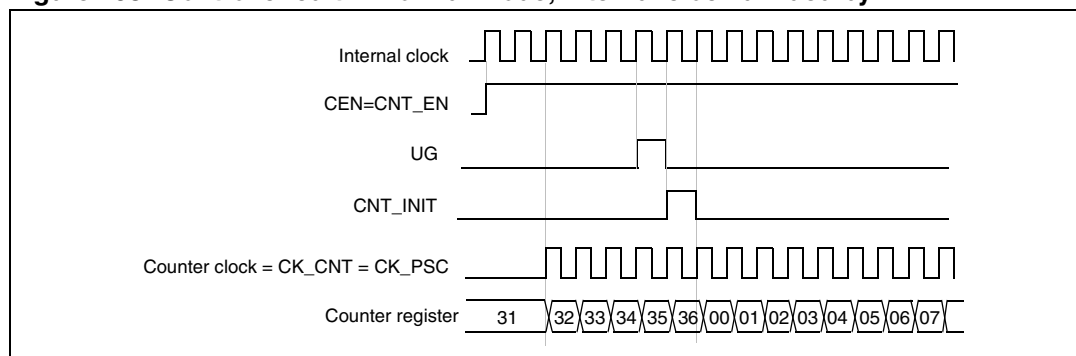 Internal clock
CEN=CNT_EN
UG
CNT_INIT
Counter clock = CK_CNT = CK_PSC
Counter register 31 32 33 34 35 36 00 01 02 03 04 05 06 07